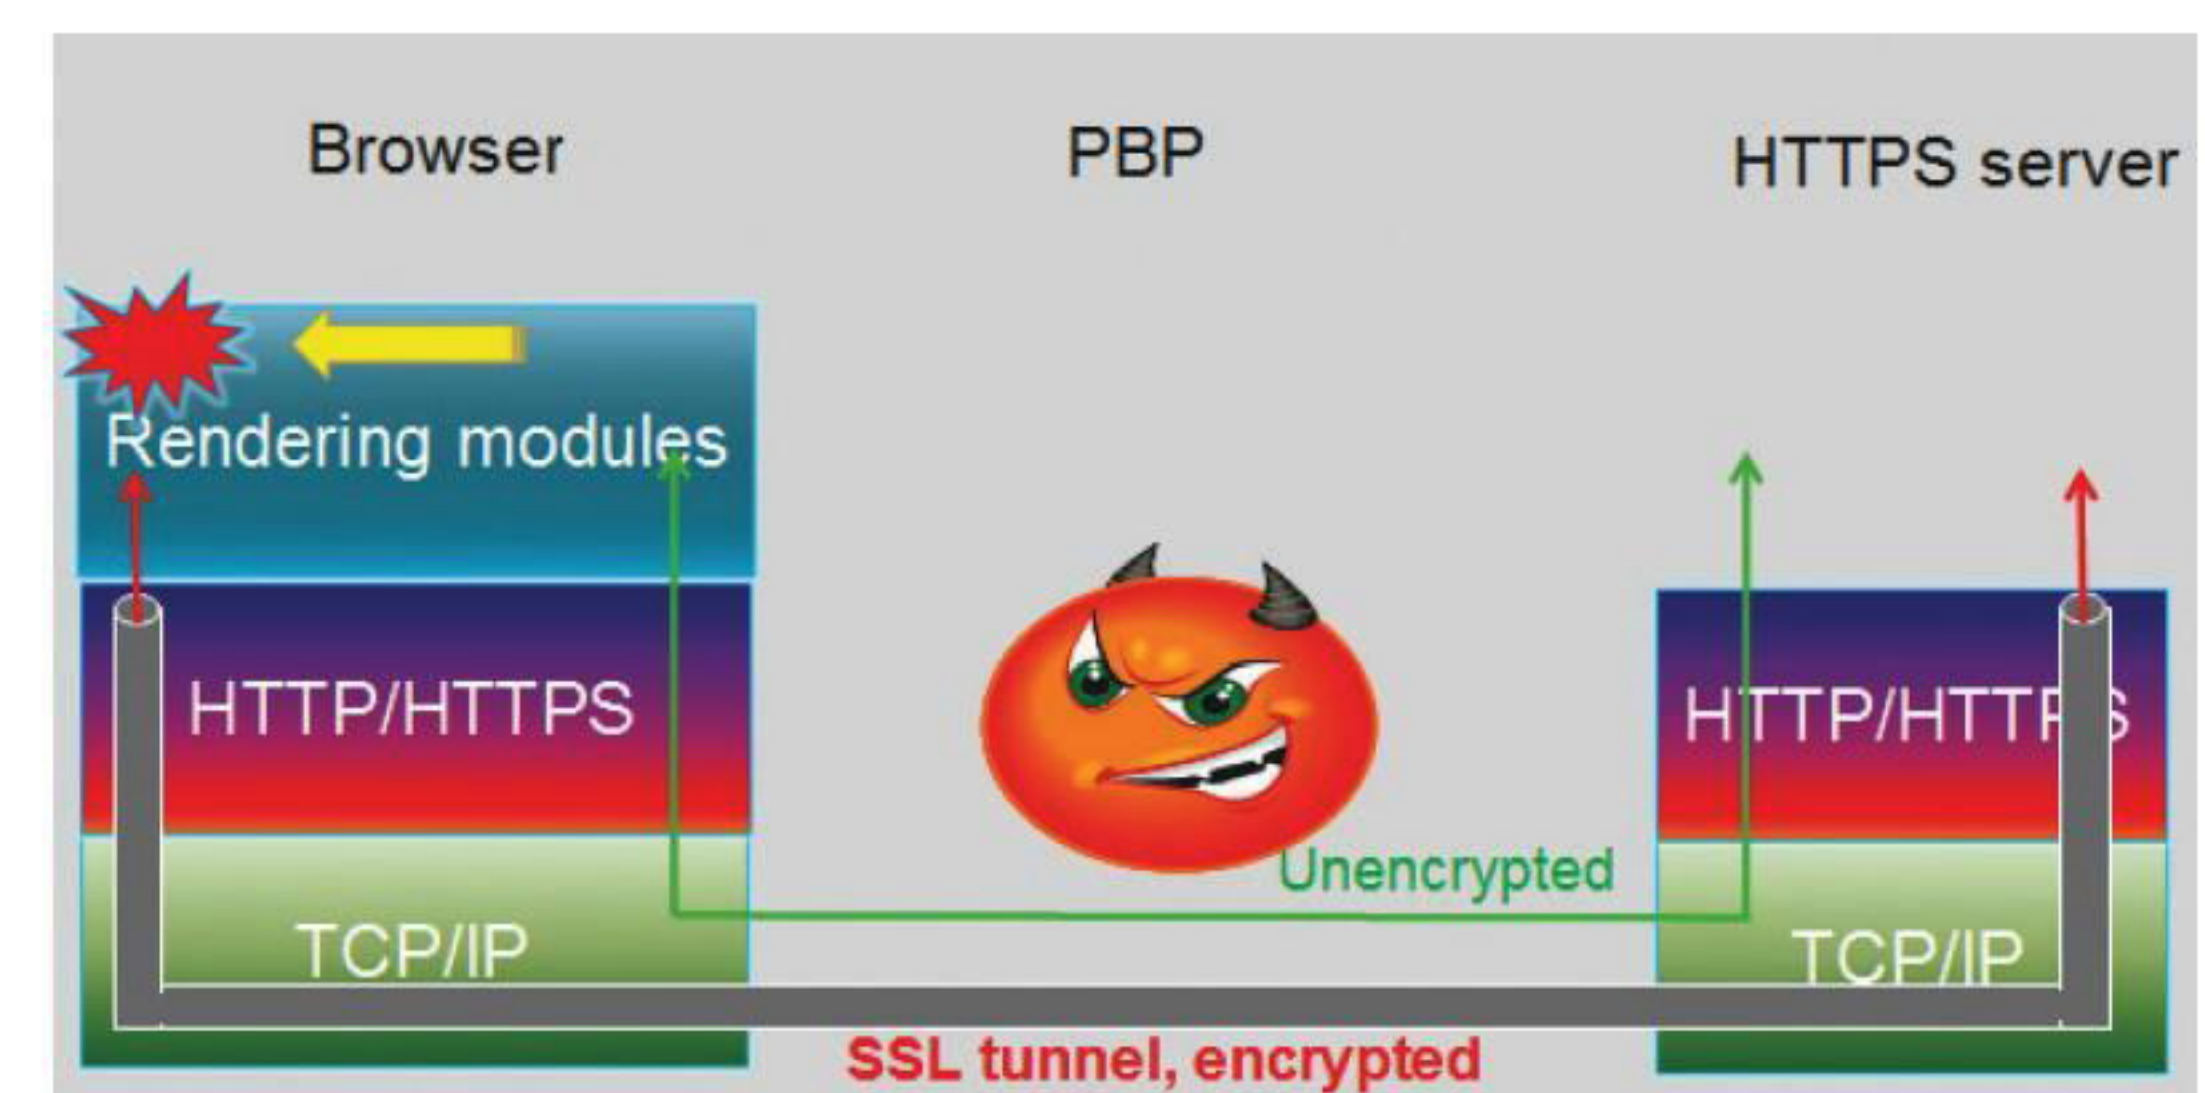 Browser
PBP
HTTPS server
Rendering modules
HTTP/HTTPS
HTTP/HTTPS
Unencrypted
TCP/IP
TCP/IP
SSL tunnel, encrypted